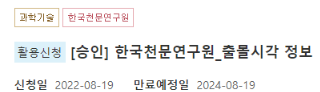 과학기술 한국천문연구원
활용신청 [승인] 한국천문연구원_출몰시각 정보
신청일 2022-08-19 만료예정일 2024-08-19